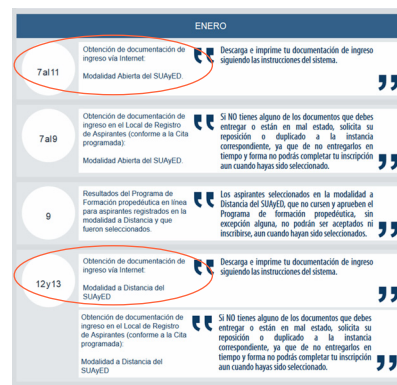 ENERO
7al11
Obtención de documentación de
ingreso vía Internet:
Modalidad Abierta del SUAyED.
Descarga e imprime tu documentación de ingreso
siguiendo las instrucciones del sistema.
7al9
Obtención de documentación de
ingreso en el Local de Registro
de Aspirantes (conforme a la Cita
programada):
Modalidad Abierta del SUAyED.
Si NO tienes alguno de los documentos que debes
entregar o están en mal estado, solicita su
reposición o duplicado a la instancia
correspondiente, ya que de no entregarlos en
tiempo y forma no podrás completar tu inscripción
aun cuando hayas sido seleccionado.
9
Resultados del Programa de
Formación propedéutica en línea
para aspirantes registrados en la
modalidad a Distancia y que
fueron seleccionados.
Los aspirantes seleccionados en la modalidad a
Distancia del SUAyED, que no cursen y aprueben el
Programa de formación propedéutica, sin
excepción alguna, no podrán ser aceptados ni
inscribirse, aun cuando hayan sido seleccionados.
12y13
Obtención de documentación de
ingreso vía Internet:
Modalidad a Distancia del
SUAyED
Descarga e imprime tu documentación de ingreso
siguiendo las instrucciones del sistema.
Obtención de documentación de
ingreso en el Local de Registro
de Aspirantes (conforme a la Cita
programada):
Modalidad a Distancia del
SUAyED
Si NO tienes alguno de los documentos que debes
entregar o están en mal estado, solicita su
reposición o duplicado a la instancia
correspondiente, ya que de no entregarlos en
tiempo y forma no podrás completar tu inscripción
aun cuando hayas sido seleccionado.